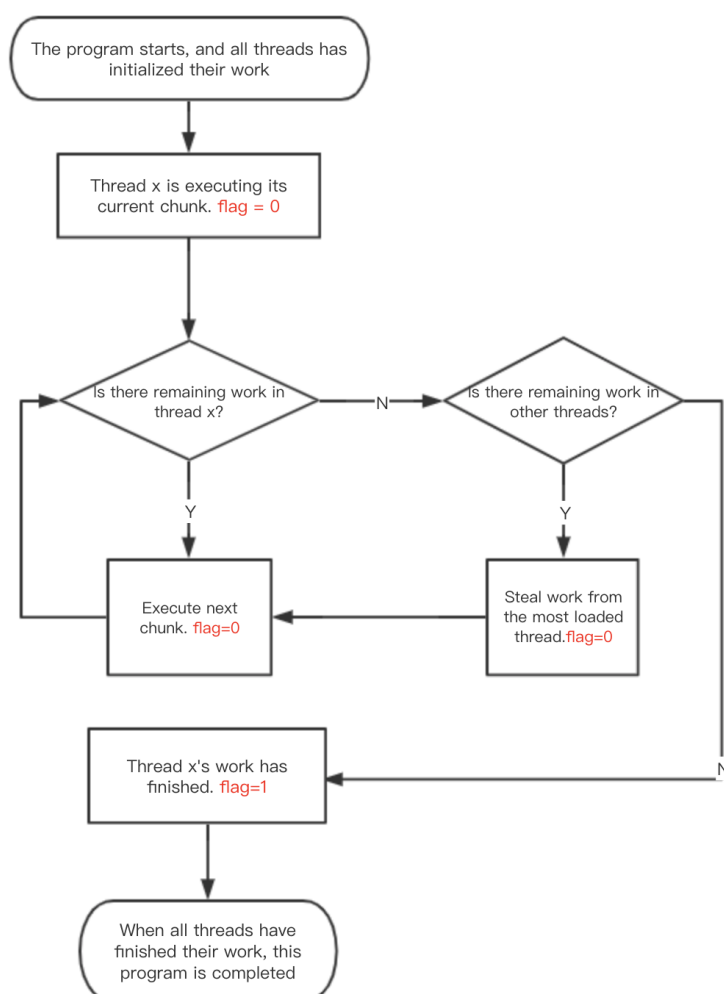 The program starts, and all threads has
initialized their work
Thread x is executing its
current chunk. flag = 0
Is there remaining work in
thread x?
N
Is there remaining work in
other threads?
Y
Y
Execute next
chunk. flag=0
Steal work from
the most loaded
thread.flag=0
Thread x's work has
finished. flag=1
N
When all threads have
finished their work, this
program is completed